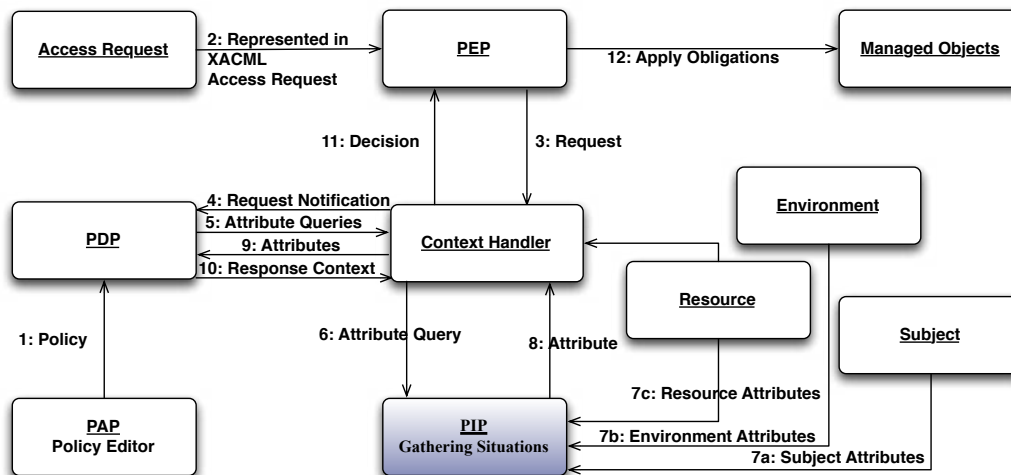 Access Request
2: Represented in
XACML
Access Request
PEP
12: Apply Obligations
Managed Objects
11: Decision
3: Request
PDP
4: Request Notification
5: Attribute Queries
9: Attributes
10: Response Context
Context Handler
Environment
Resource
Subject
1: Policy
6: Attribute Query
8: Attribute
7c: Resource Attributes
7b: Environment Attributes
7a: Subject Attributes
PAP
Policy Editor
PIP
Gathering Situations